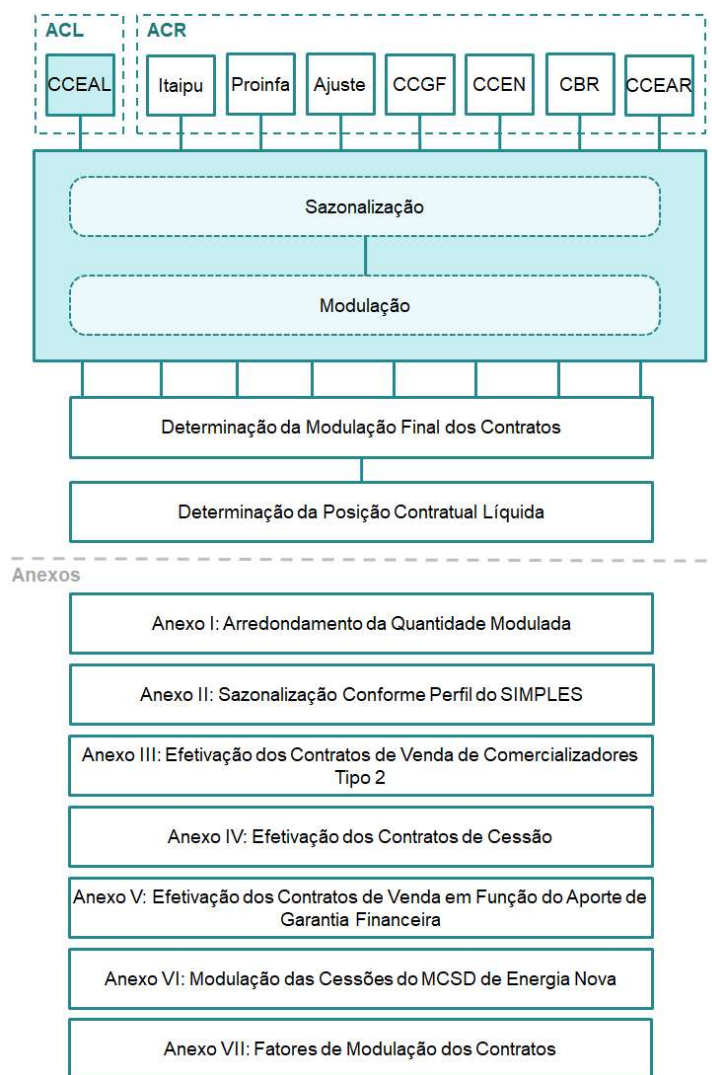 ACL ACR
CCEAL Itaipu Proinfa Ajuste CCGF CCEN CBR CCEAR
Sazonalização
Modulação
Determinação da Modulação Final dos Contratos
Determinação da Posição Contratual Líquida
Anexos
Anexo I: Arredondamento da Quantidade Modulada
Anexo II: Sazonalização Conforme Perfil do SIMPLES
Anexo III: Efetivação dos Contratos de Venda de Comercializadores
Tipo 2
Anexo IV: Efetivação dos Contratos de Cessão
Anexo V: Efetivação dos Contratos de Venda em Função do Aporte de
Garantia Financeira
Anexo VI: Modulação das Cessões do MCSD de Energia Nova
Anexo VII: Fatores de Modulação dos Contratos